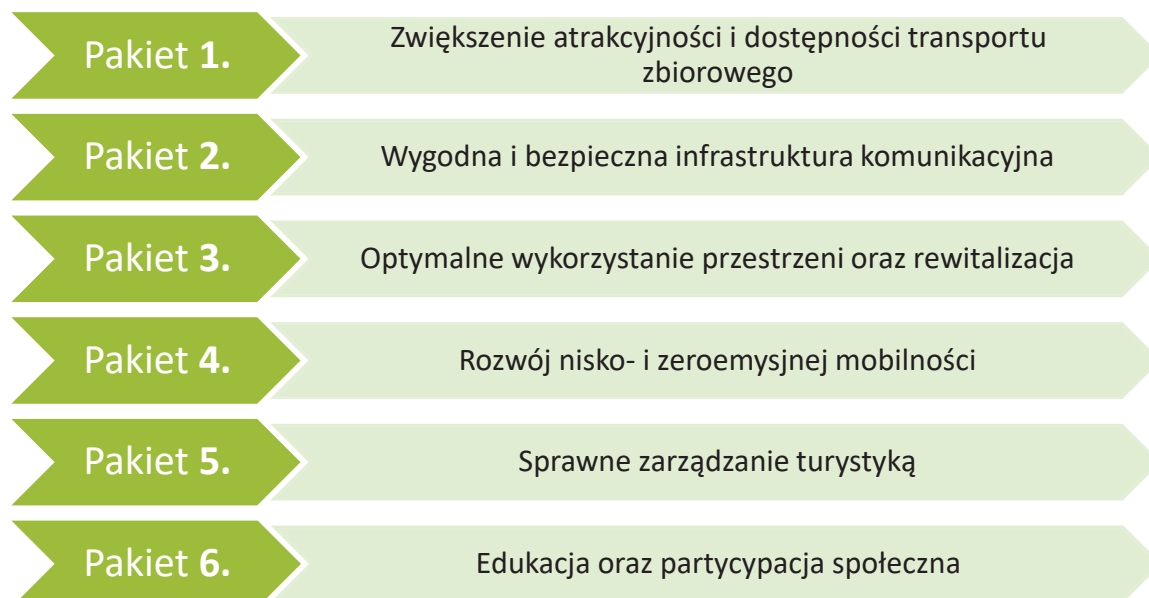 Pakiet 1.
Zwiększenie atrakcyjności i dostępności transportu
zbiorowego
Pakiet 2.
Wygodna i bezpieczna infrastruktura komunikacyjna
Pakiet 3.
Optymalne wykorzystanie przestrzeni oraz rewitalizacja
Pakiet 4.
Rozwój nisko- i zeroemysjnej mobilności
Pakiet 5.
Sprawne zarządzanie turystyką
Pakiet 6.
Edukacja oraz partycypacja społeczna